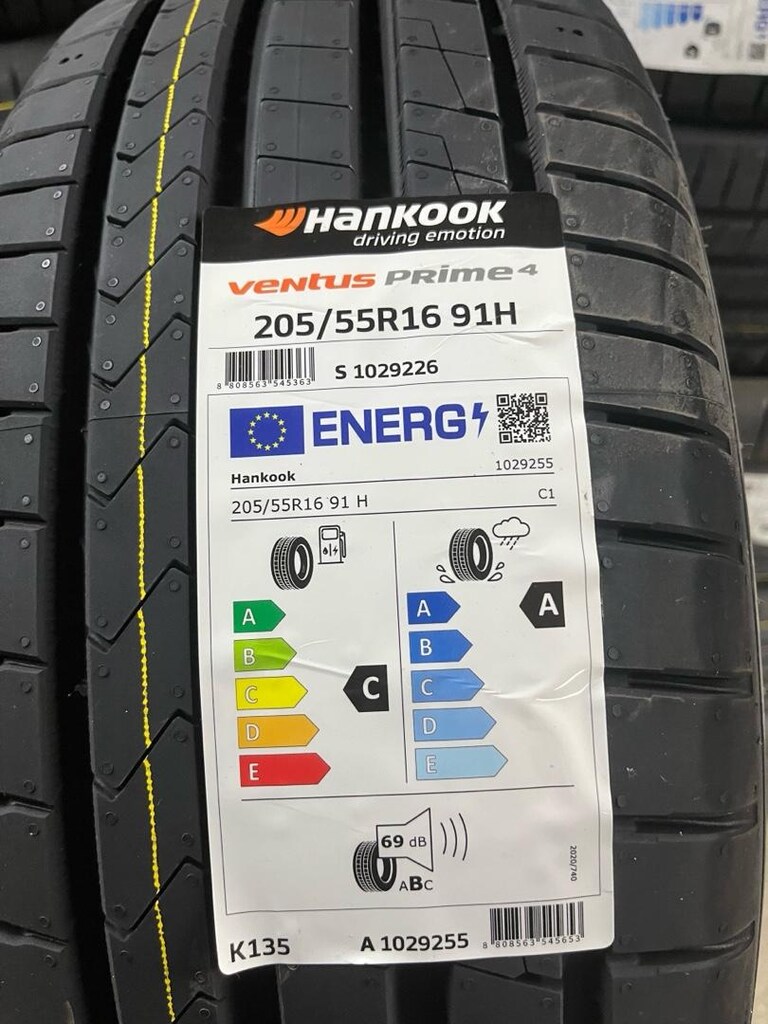 Hankook
driving emotion
ventus Prime4
205/55R16 91H
8 808563 545363
S 1029226
ENERG
Hankook 1029255
205/55R16 91 H C1
A
B
C
D
E
C
A
B
C
D
E
A
69 dB
ABC
2020/740
K135
A 1029255
8 808563 545653